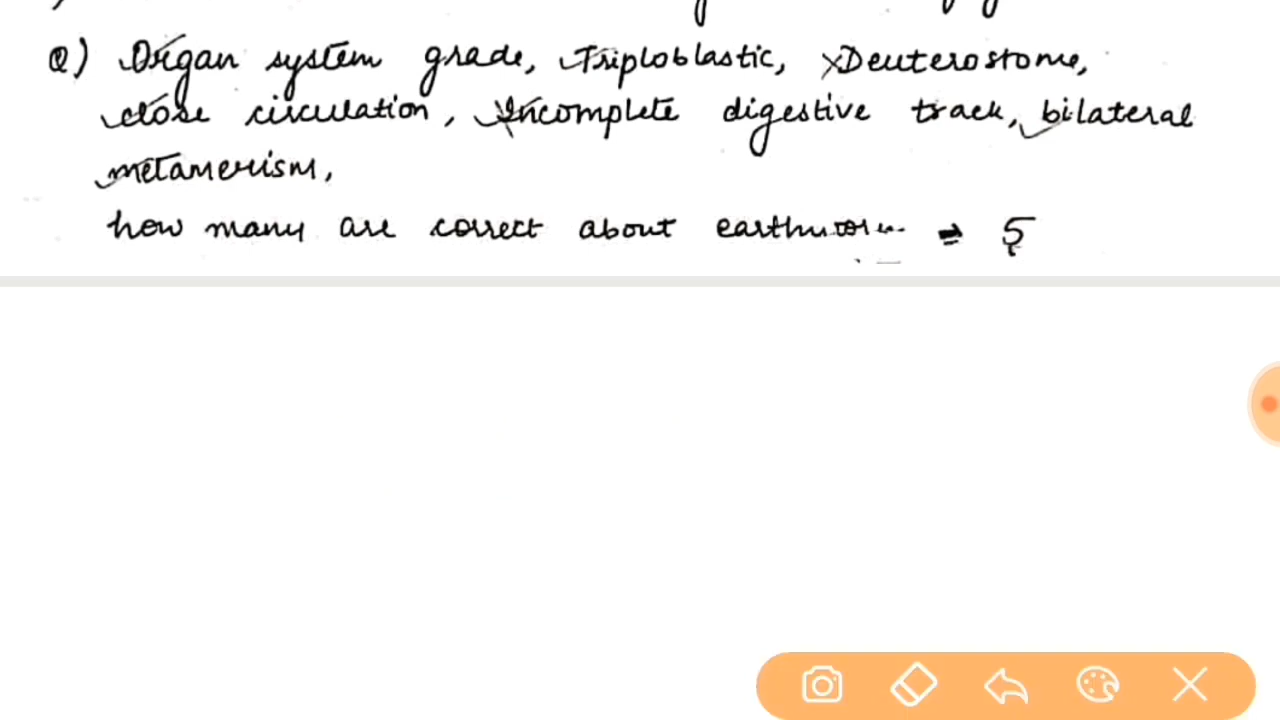 Q) Organ system grade, Triploblastic, Deuterostome,
close circulation, Incomplete digestive track, bilateral
metamerism,
how many are correct about earthworm = 5